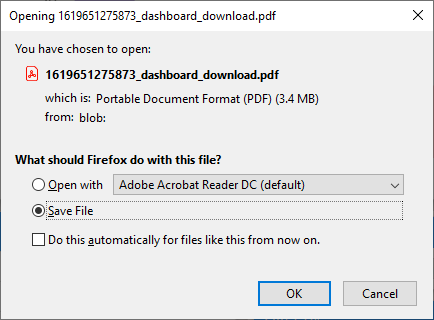 Opening 1619651275873_dashboard_download.pdf
You have chosen to open:
1619651275873_dashboard_download.pdf
which is: Portable Document Format (PDF) (3.4 MB)
from: blob:
What should Firefox do with this file?
Open with Adobe Acrobat Reader DC (default)
Save File
Do this automatically for files like this from now on.
OK Cancel